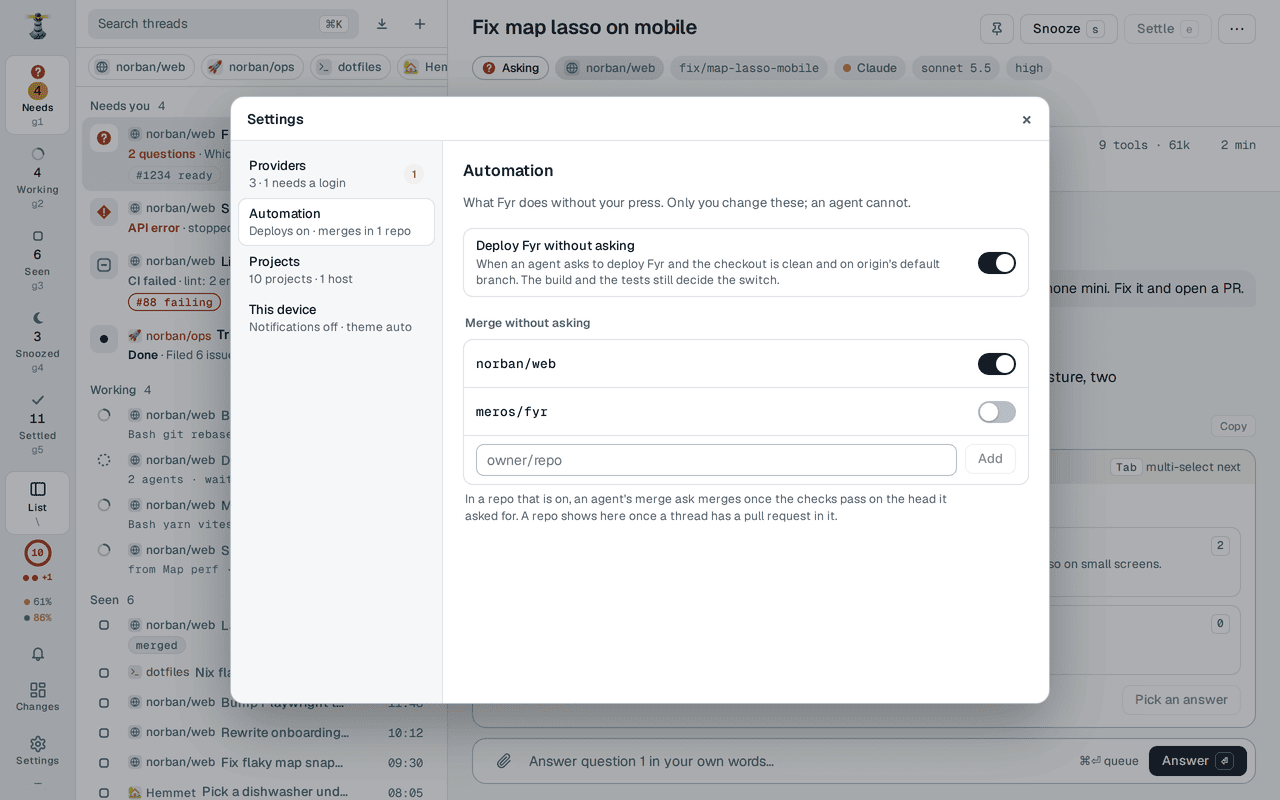 Search threads ⌘K
norban/web norban/ops dotfiles Hem
Needs
4
g1
4
Working
g2
6
Seen
g3
3
Snoozed
g4
11
Settled
g5
List
\
10
+1
61%
86%
Changes
Settings
Needs you 4
norban/web F
2 questions · Whic
#1234 ready
norban/web S
API error · stopped
norban/web Li
CI failed · lint: 2 er
#88 failing
norban/ops Tr
Done · Filed 6 issue
Working 4
norban/web B
Bash git rebase
norban/web D
2 agents · wait
norban/web M
Bash yarn vites
norban/web S
from Map perf ·
Seen 6
norban/web L
merged
dotfiles Nix fla
norban/web Bump Playwright t…
norban/web Rewrite onboarding… 10:12
norban/web Fix flaky map snap… 09:30
Hemmet Pick a dishwasher und… 08:05
Fix map lasso on mobile
Snooze s
Settle e
Asking norban/web fix/map-lasso-mobile Claude sonnet 5.5 high
9 tools · 61k 2 min
one mini. Fix it and open a PR.
sture, two
Copy
Tab multi-select next
2
so on small screens.
0
Pick an answer
Answer question 1 in your own words…
⌘⏎ queue
Answer ⏎
Settings
×
Providers
3 · 1 needs a login
1
Automation
Deploys on · merges in 1 repo
Projects
10 projects · 1 host
This device
Notifications off · theme auto
Automation
What Fyr does without your press. Only you change these; an agent cannot.
Deploy Fyr without asking
When an agent asks to deploy Fyr and the checkout is clean and on origin's default
branch. The build and the tests still decide the switch.
Merge without asking
norban/web
meros/fyr
owner/repo
Add
In a repo that is on, an agent's merge ask merges once the checks pass on the head it
asked for. A repo shows here once a thread has a pull request in it.